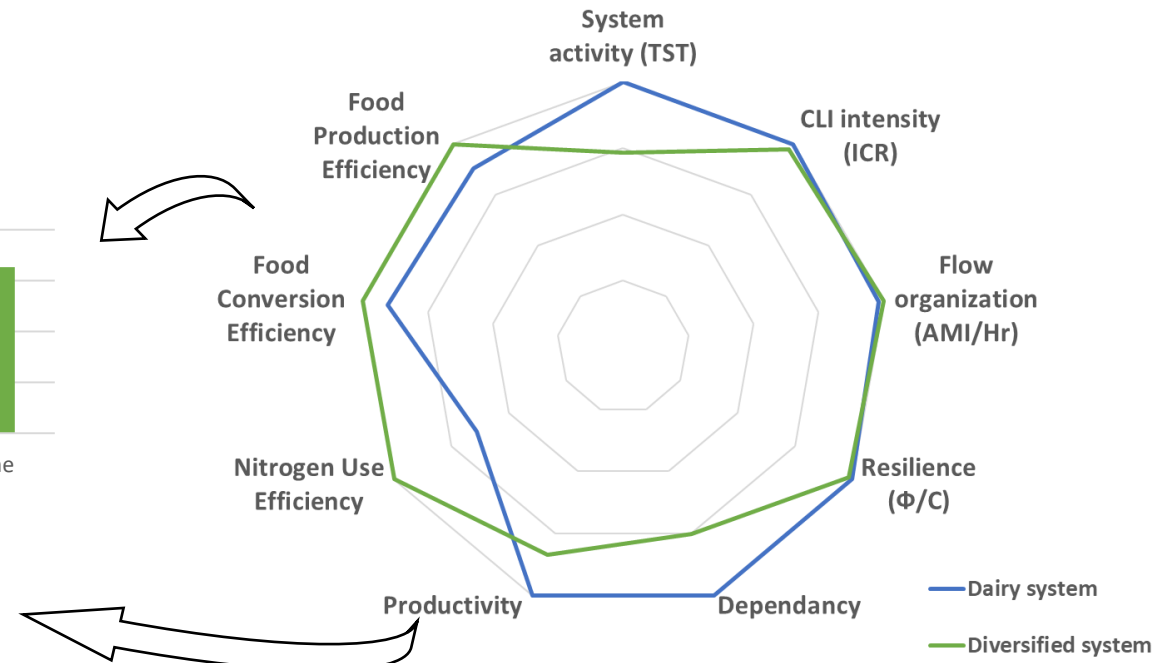 System
activity (TST)
Food
Production
Efficiency
CLI intensity
(ICR)
Food
Conversion
Efficiency
Flow
organization
(AMI/Hr)
Nitrogen Use
Efficiency
Resilience
(Φ/C)
Productivity
Dependancy
Dairy system
Diversified system